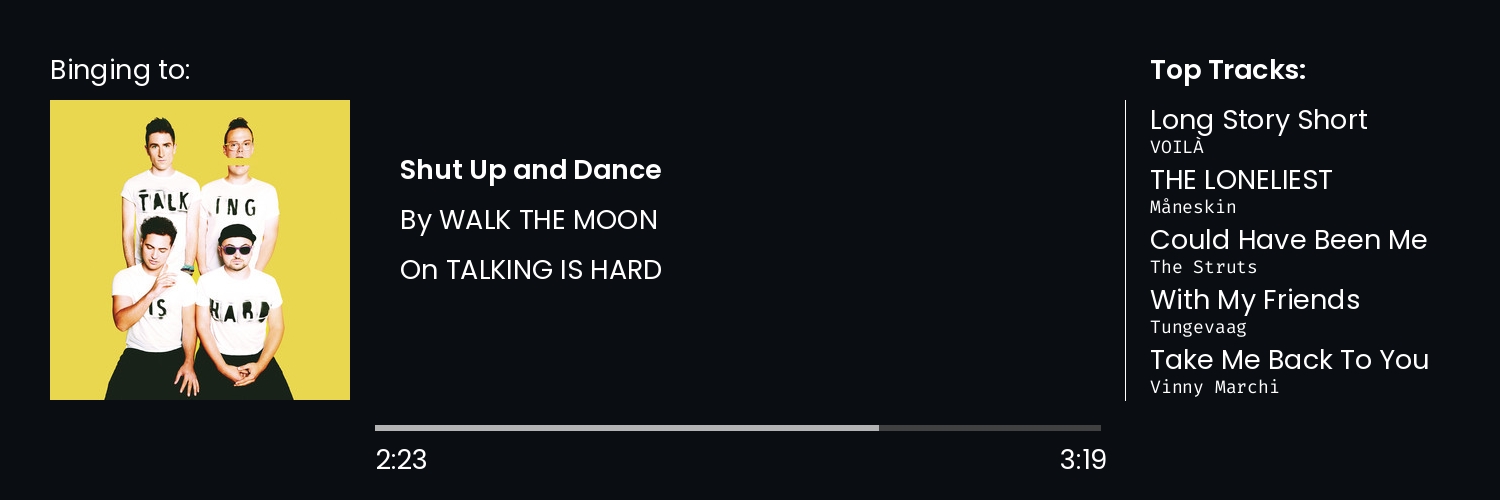 Binging to:
TALK
ING
IS
HARD
Shut Up and Dance
By WALK THE MOON
On TALKING IS HARD
2:23
3:19
Top Tracks:
Long Story Short
VOILÀ
THE LONELIEST
Måneskin
Could Have Been Me
The Struts
With My Friends
Tungevaag
Take Me Back To You
Vinny Marchi